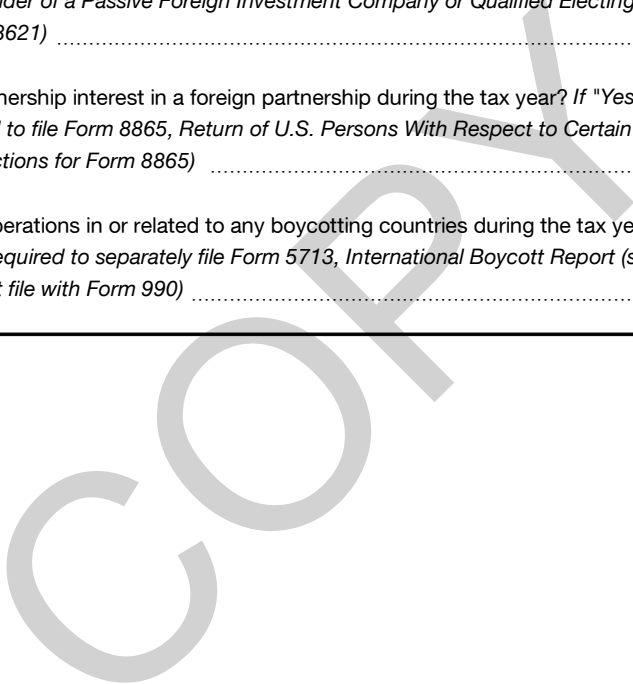 der of a Passive Foreign Investment Company or Qualified Electing
8621)
nership interest in a foreign partnership during the tax year? If "Yes
to file Form 8865, Return of U.S. Persons With Respect to Certain
ctions for Form 8865)
perations in or related to any boycotting countries during the tax ye
equired to separately file Form 5713, International Boycott Report (s
t file with Form 990)
COPY